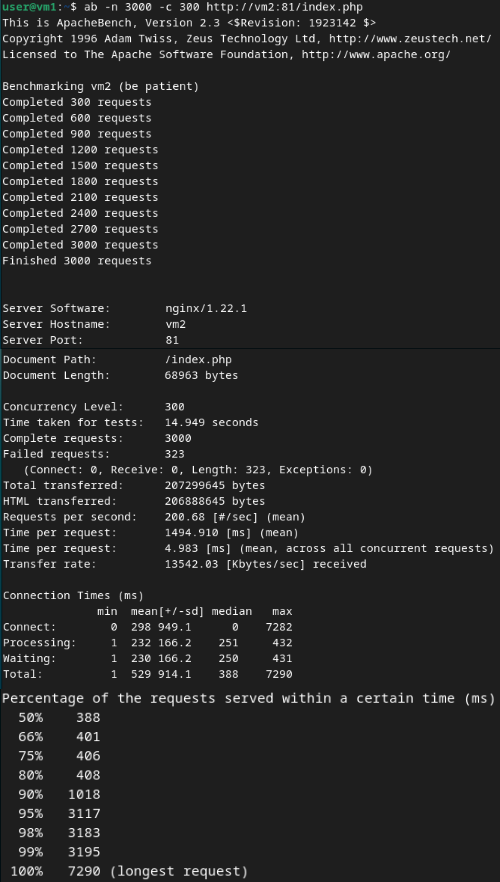 user@vm1:~$ ab -n 3000 -c 300 http://vm2:81/index.php
This is ApacheBench, Version 2.3 <$Revision: 1923142 $>
Copyright 1996 Adam Twiss, Zeus Technology Ltd, http://www.zeustech.net/
Licensed to The Apache Software Foundation, http://www.apache.org/

Benchmarking vm2 (be patient)
Completed 300 requests
Completed 600 requests
Completed 900 requests
Completed 1200 requests
Completed 1500 requests
Completed 1800 requests
Completed 2100 requests
Completed 2400 requests
Completed 2700 requests
Completed 3000 requests
Finished 3000 requests

Server Software:        nginx/1.22.1
Server Hostname:        vm2
Server Port:            81
Document Path:          /index.php
Document Length:        68963 bytes

Concurrency Level:      300
Time taken for tests:   14.949 seconds
Complete requests:      3000
Failed requests:        323
   (Connect: 0, Receive: 0, Length: 323, Exceptions: 0)
Total transferred:      207299645 bytes
HTML transferred:       206888645 bytes
Requests per second:    200.68 [#/sec] (mean)
Time per request:       1494.910 [ms] (mean)
Time per request:       4.983 [ms] (mean, across all concurrent requests)
Transfer rate:          13542.03 [Kbytes/sec] received

Connection Times (ms)
              min  mean[+/-sd] median   max
Connect:        0  298 949.1      0    7282
Processing:     1  232 166.2    251     432
Waiting:        1  230 166.2    250     431
Total:          1  529 914.1    388    7290
Percentage of the requests served within a certain time (ms)
  50%    388
  66%    401
  75%    406
  80%    408
  90%   1018
  95%   3117
  98%   3183
  99%   3195
 100%   7290 (longest request)